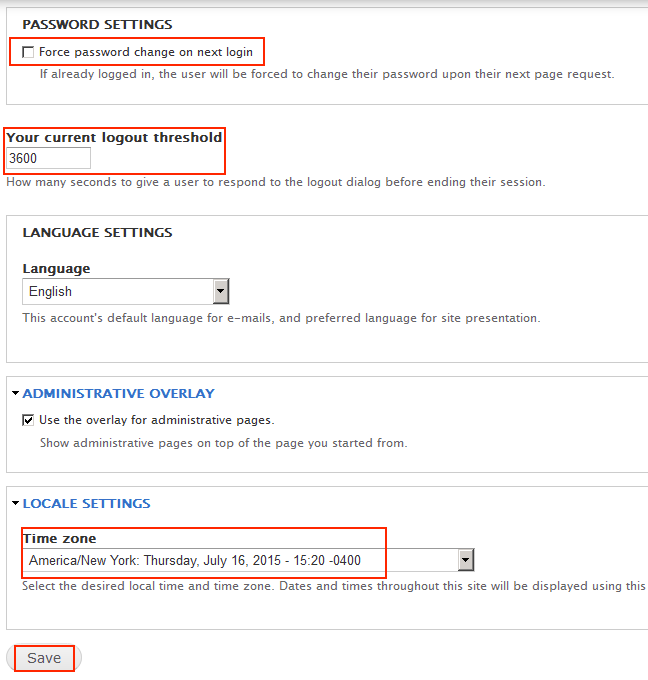 PASSWORD SETTINGS
Force password change on next login
If already logged in, the user will be forced to change their password upon their next page request.
Your current logout threshold
3600
How many seconds to give a user to respond to the logout dialog before ending their session.
LANGUAGE SETTINGS
Language
English
This account's default language for e-mails, and preferred language for site presentation.
ADMINISTRATIVE OVERLAY
Use the overlay for administrative pages.
Show administrative pages on top of the page you started from.
LOCALE SETTINGS
Time zone
America/New York: Thursday, July 16, 2015 - 15:20 -0400
Select the desired local time and time zone. Dates and times throughout this site will be displayed using this
Save